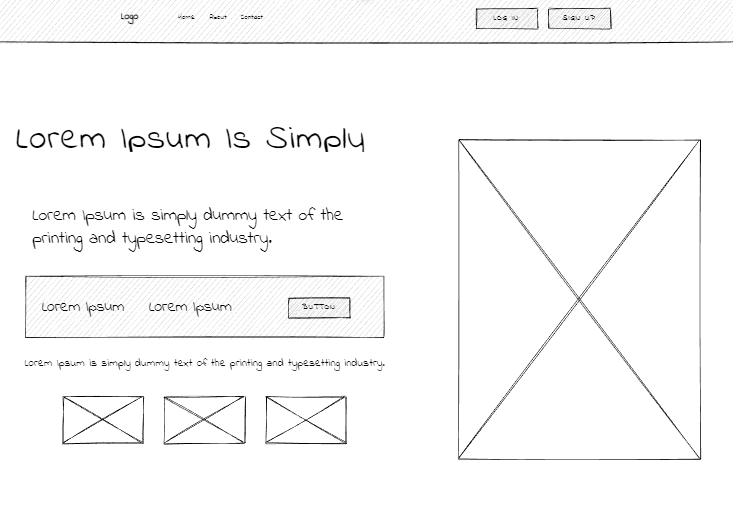 Logo Home About Contact LOG IN SIGN UP
Lorem Ipsum Is Simply
Lorem Ipsum is simply dummy text of the
printing and typesetting industry.
Lorem Ipsum Lorem Ipsum BUTTON
Lorem Ipsum is simply dummy text of the printing and typesetting industry.